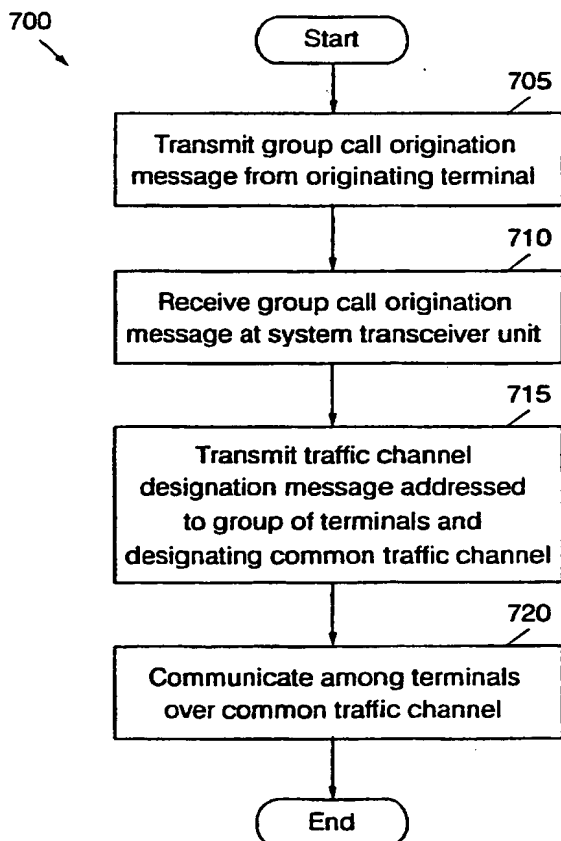 700
Start
705
Transmit group call origination
message from originating terminal
710
Receive group call origination
message at system transceiver unit
715
Transmit traffic channel
designation message addressed
to group of terminals and
designating common traffic channel
720
Communicate among terminals
over common traffic channel
End